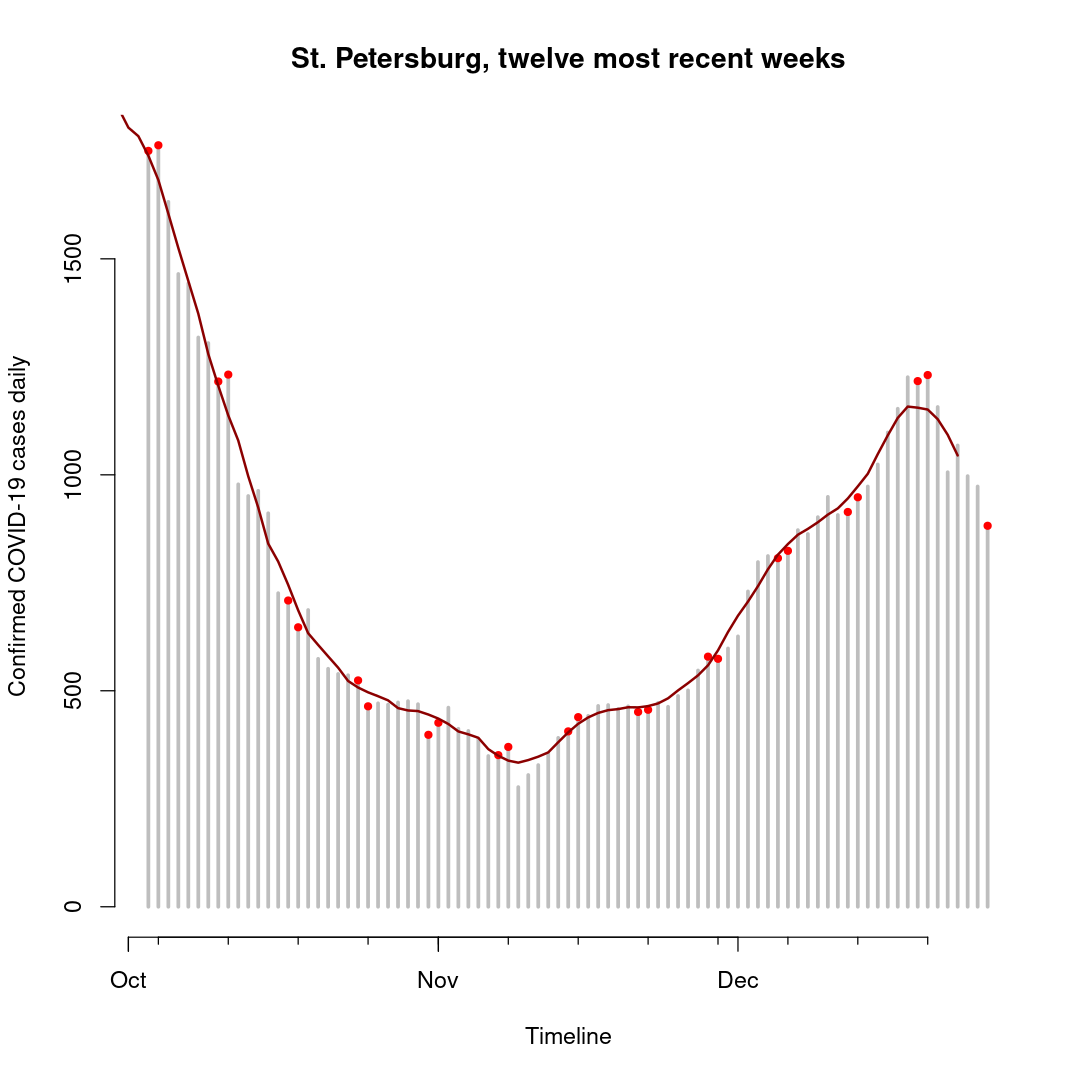 St. Petersburg, twelve most recent weeks
Confirmed COVID-19 cases daily
1500
1000
500
0
Oct
Nov
Dec
Timeline